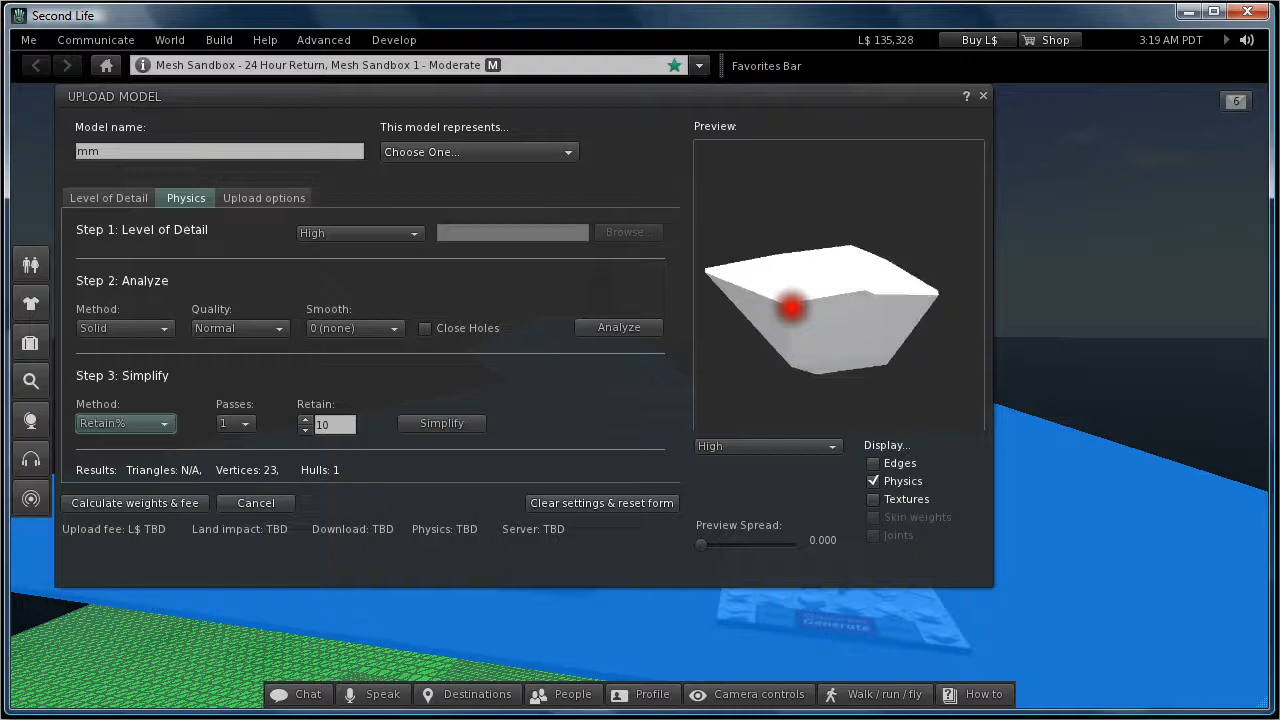 Second Life
Me Communicate World Build Help Advanced Develop L$ 135,328 Buy L$ Shop 3:19 AM PDT
Mesh Sandbox - 24 Hour Return, Mesh Sandbox 1 - Moderate M Favorites Bar
UPLOAD MODEL ? ×
6
Model name: This model represents... Preview:
mm Choose One...
Level of Detail Physics Upload options
Step 1: Level of Detail High Browse...
Step 2: Analyze
Method: Quality: Smooth:
Solid Normal 0 (none) Close Holes Analyze
Step 3: Simplify
Method: Passes: Retain:
Retain% 1 10 Simplify
High Display...
Edges
Results: Triangles: N/A, Vertices: 23, Hulls: 1
Physics
Calculate weights & fee Cancel Clear settings & reset form
Textures
Skin weights
Upload fee: L$ TBD Land impact: TBD Download: TBD Physics: TBD Server: TBD
Preview Spread: 0.000
Joints
Generate
Chat Speak Destinations People Profile Camera controls Walk / run / fly How to